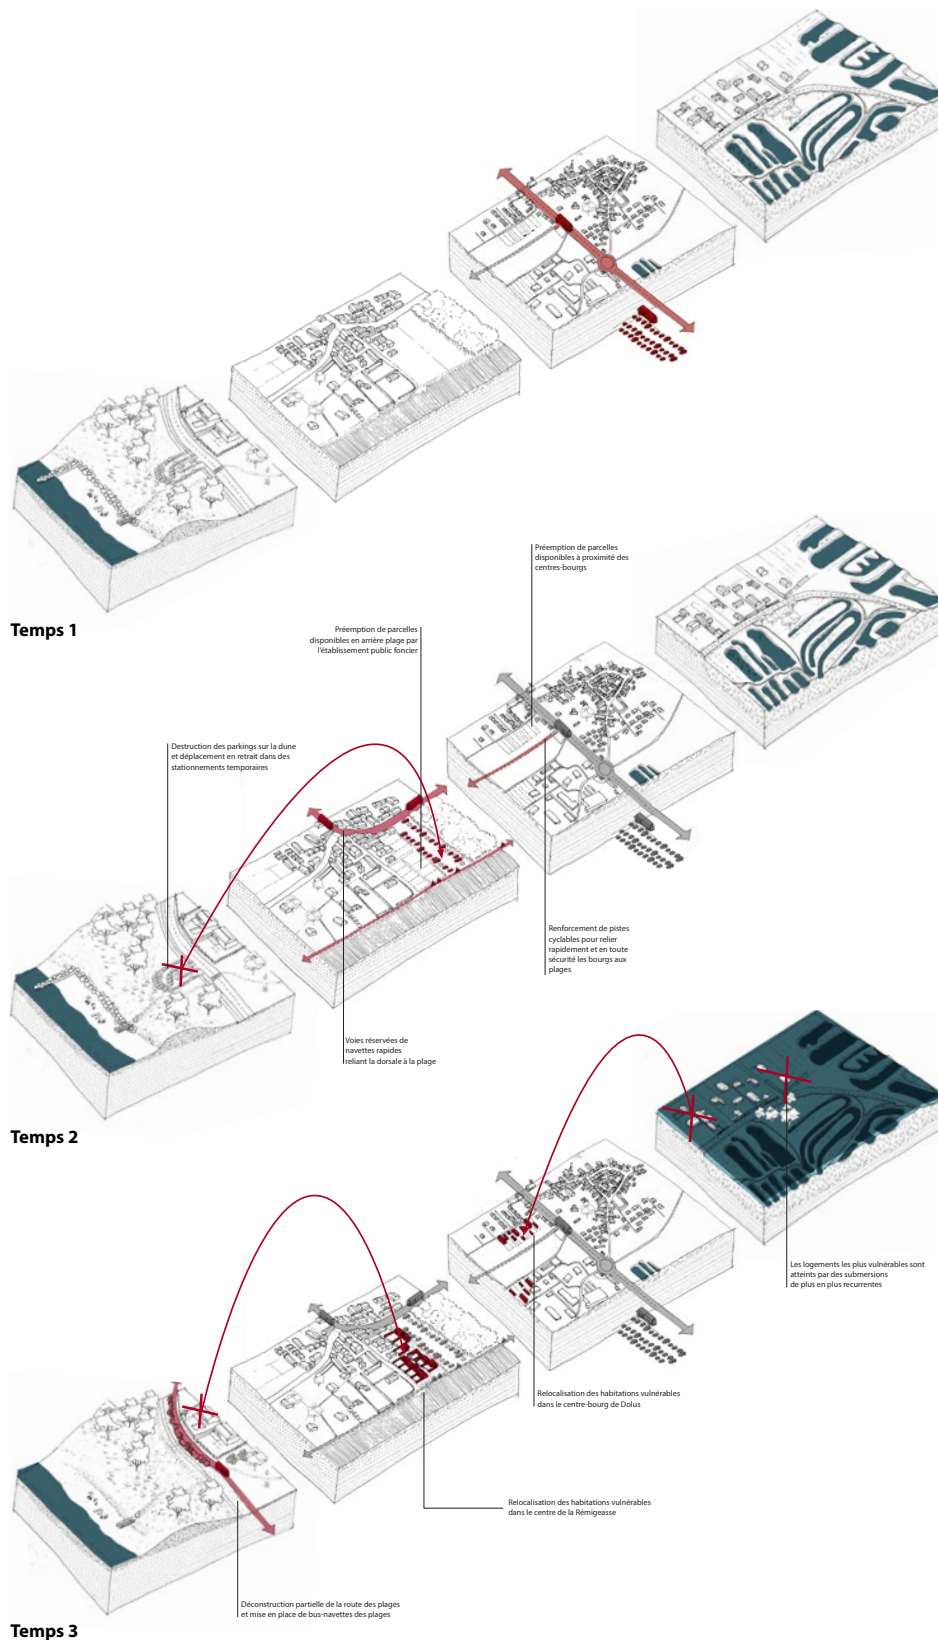 Temps 1
Préemption de parcelles
disponibles à proximité des
centres-bourgs
Préemption de parcelles
disponibles en arrière plage par
l'établissement public foncier
Destruction des parkings sur la dune
et déplacement en retrait dans des
stationnements temporaires
Renforcement de pistes
cyclables pour relier
rapidement et en toute
sécurité les bourgs aux
plages
Voies réservées de
navettes rapides
reliant la dorsale à la plage
Temps 2
Les logements les plus vulnérables sont
atteints par des submersions
de plus en plus recurrentes
Relocalisation des habitations vulnérables
dans le centre-bourg de Dolus
Relocalisation des habitations vulnérables
dans le centre de la Rémigeasse
Déconstruction partielle de la route des plages
et mise en place de bus-navettes des plages
Temps 3